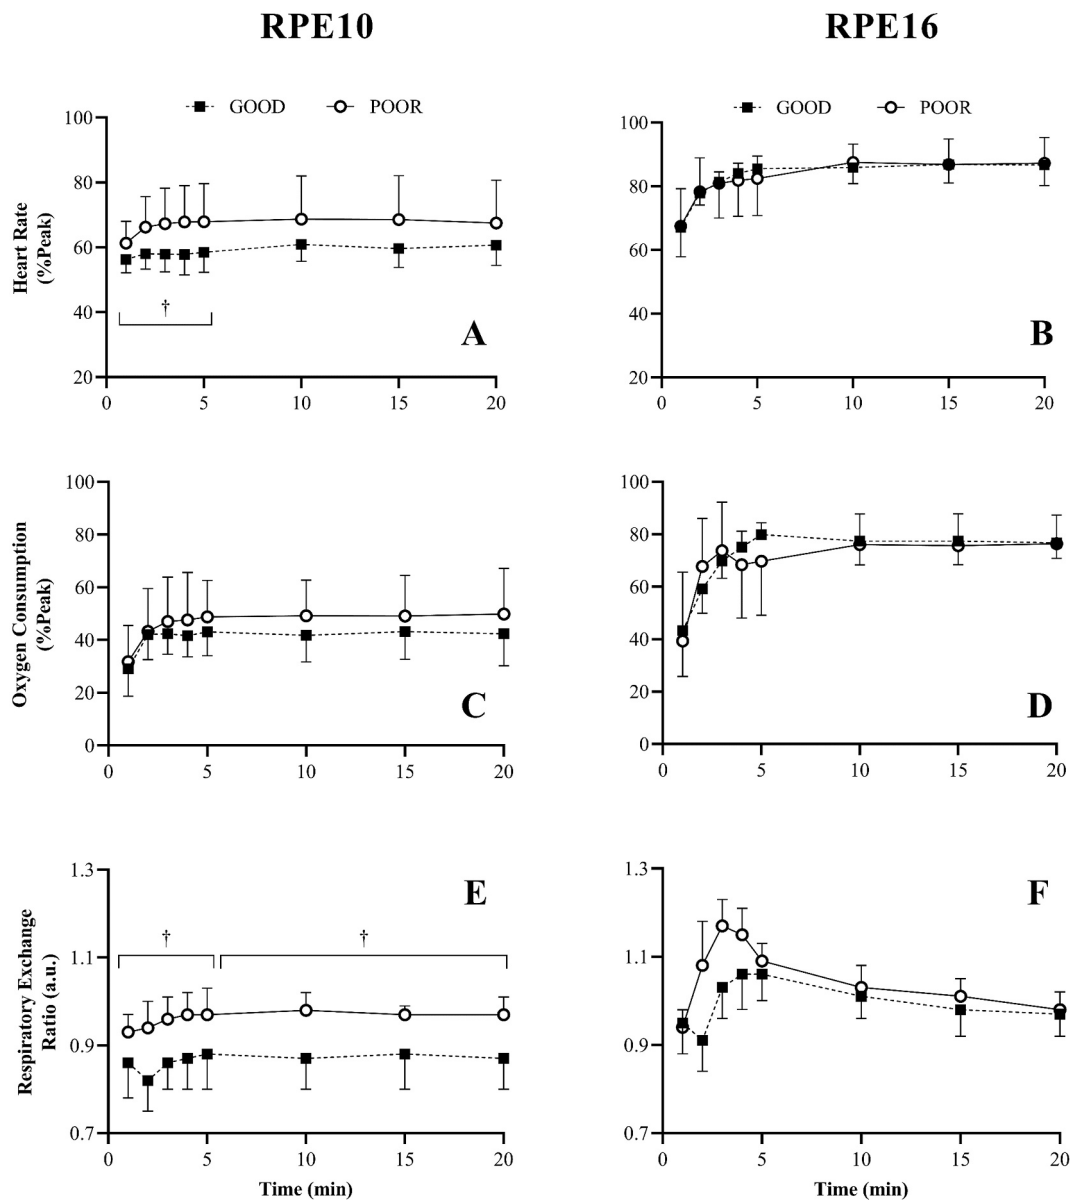 RPE10
RPE16
GOOD POOR
GOOD POOR
Heart Rate
(%Peak)
100
80
60
40
20
†
A
0 5 10 15 20
100
80
60
40
20
B
0 5 10 15 20
Oxygen Consumption
(%Peak)
100
80
60
40
20
0
C
0 5 10 15 20
100
80
60
40
20
0
D
0 5 10 15 20
Respiratory Exchange
Ratio (a.u.)
1.3
1.1
0.9
0.7
E
† †
0 5 10 15 20
Time (min)
1.3
1.1
0.9
0.7
F
0 5 10 15 20
Time (min)